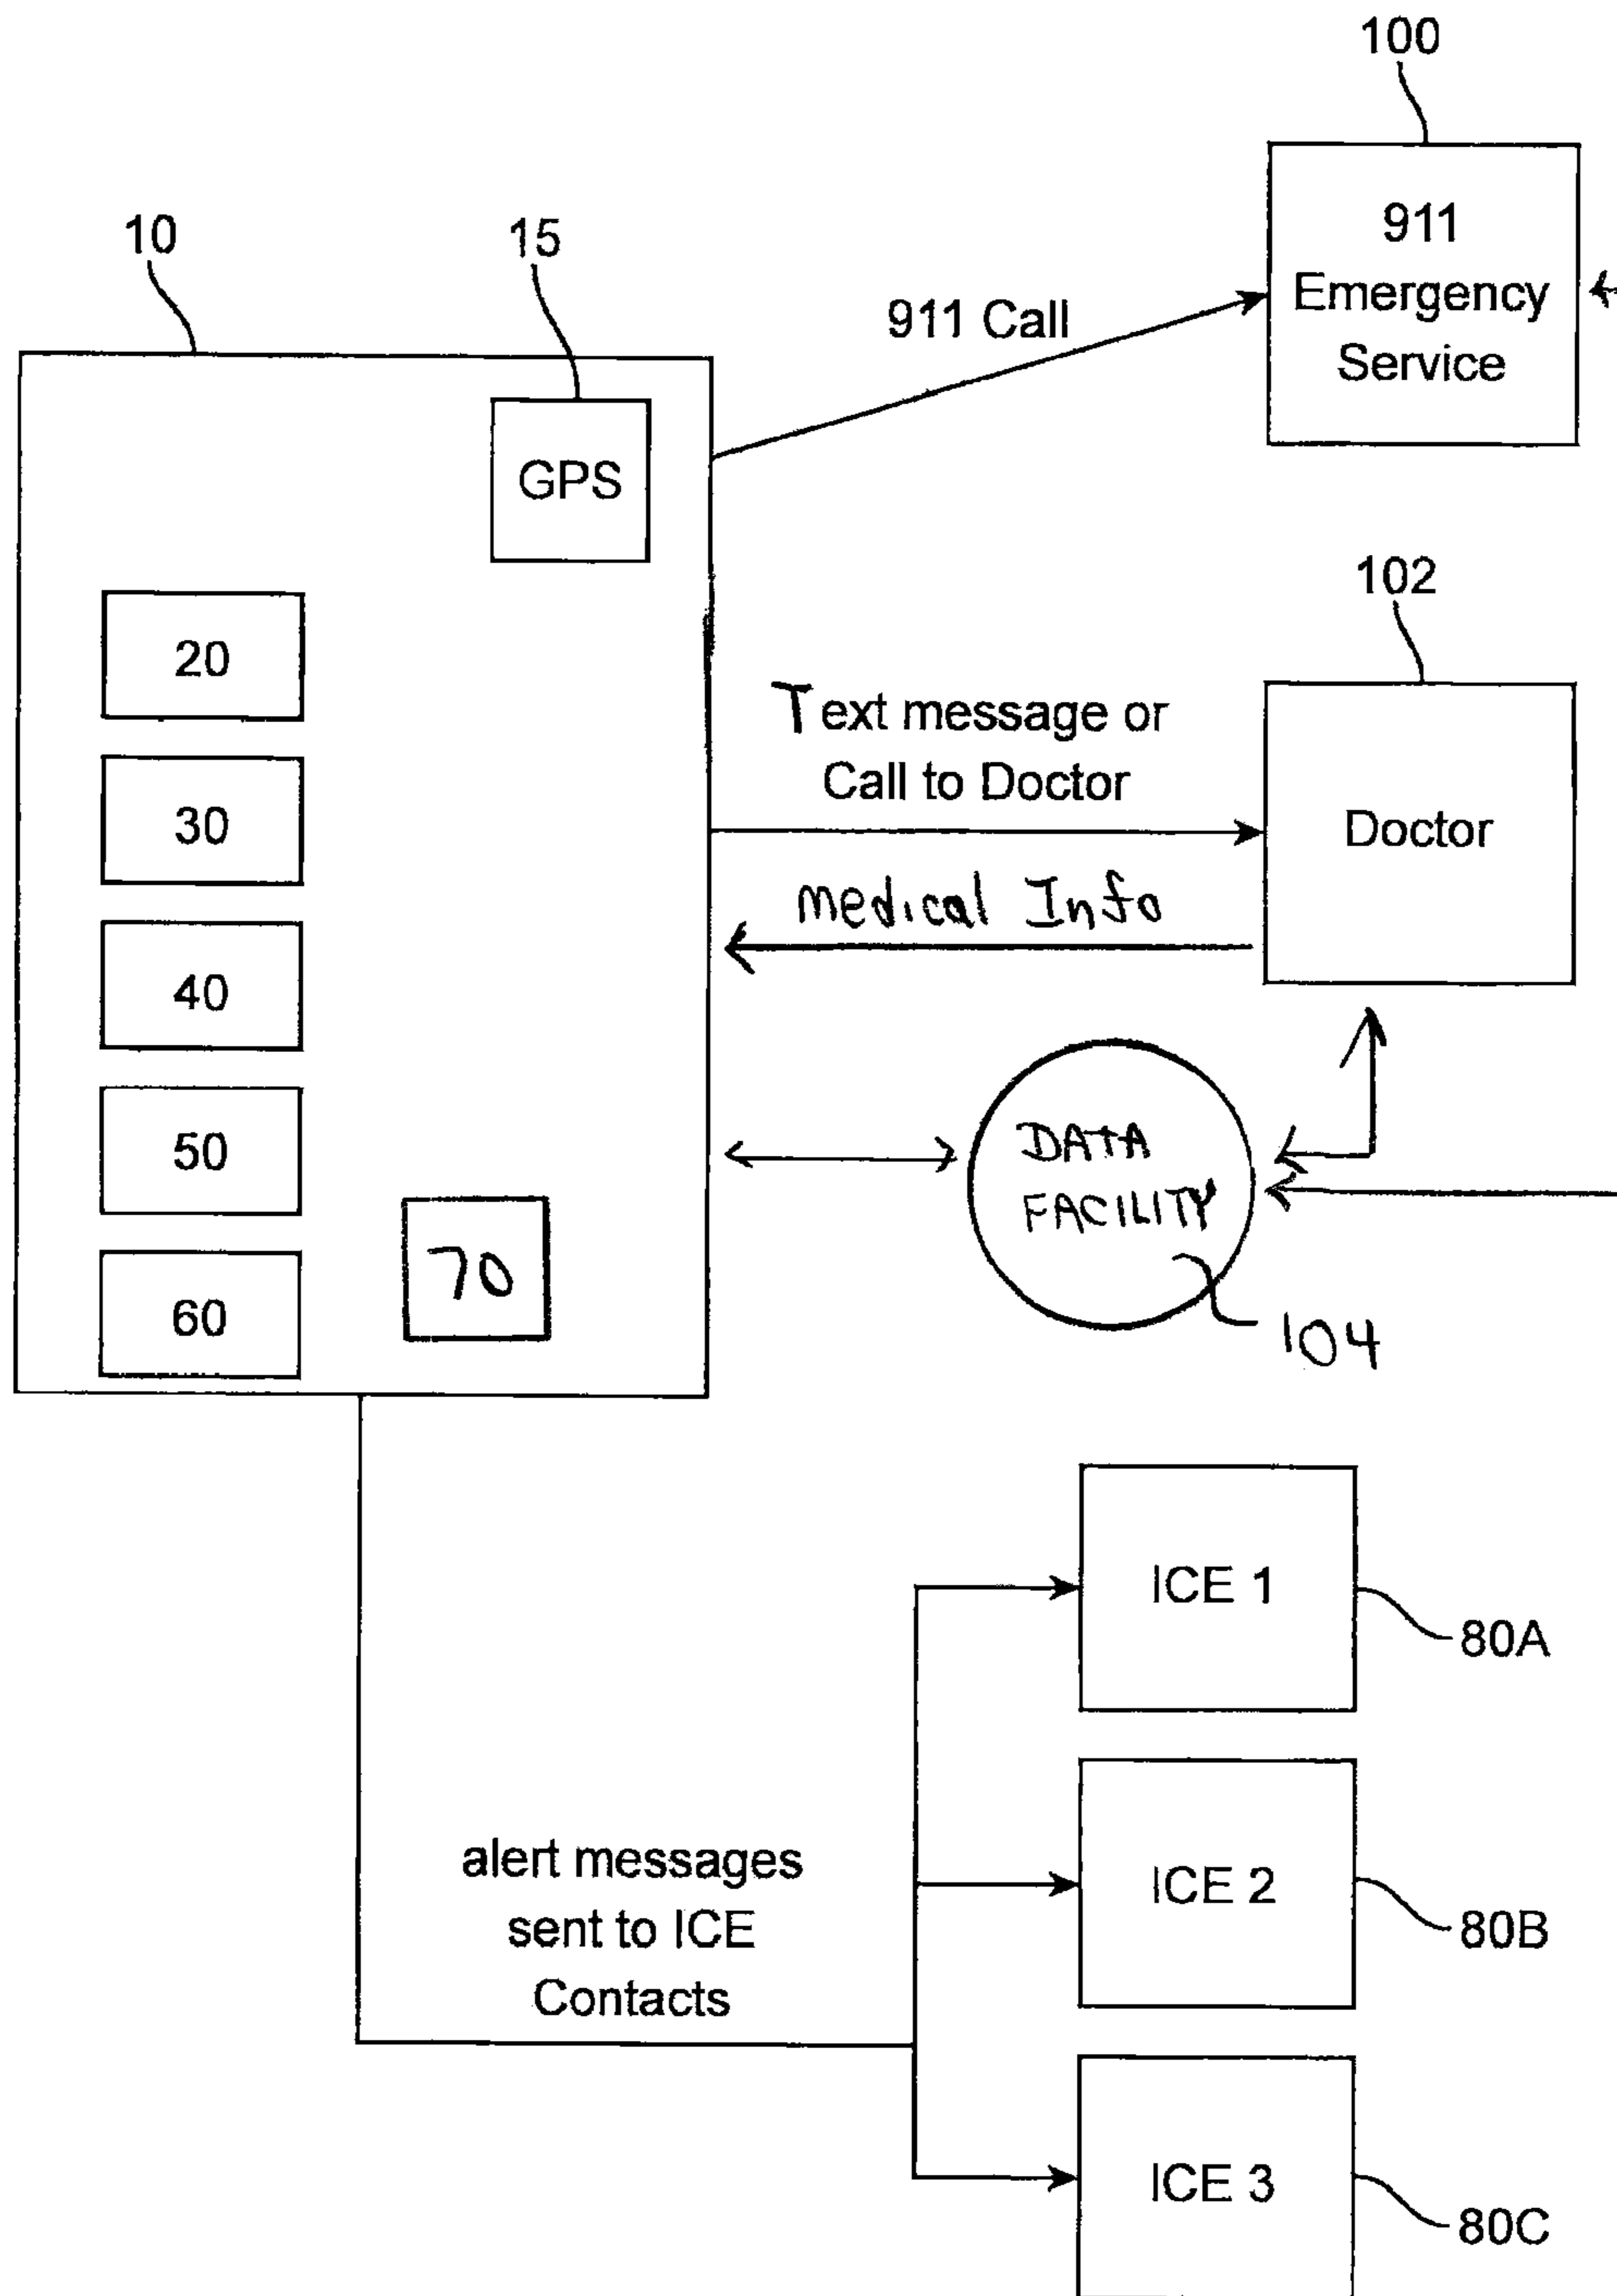 100
911
Emergency
Service
10
15
911 Call
GPS
102
20
Text message or
Call to Doctor
30
Doctor
medical Info
40
DATA
FACILITY
50
70
60
104
ICE 1
80A
alert messages
sent to ICE
Contacts
ICE 2
80B
ICE 3
80C